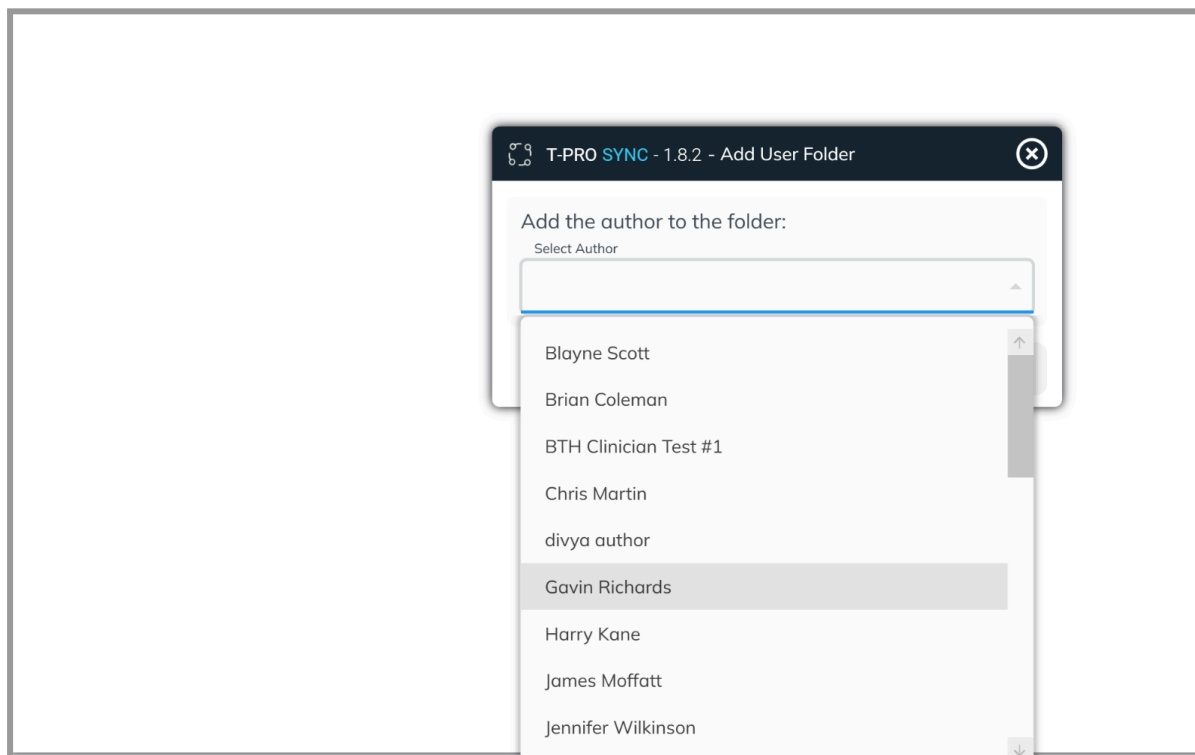 T-PRO SYNC - 1.8.2 - Add User Folder
Add the author to the folder:
Select Author
Blayne Scott
Brian Coleman
BTH Clinician Test #1
Chris Martin
divya author
Gavin Richards
Harry Kane
James Moffatt
Jennifer Wilkinson